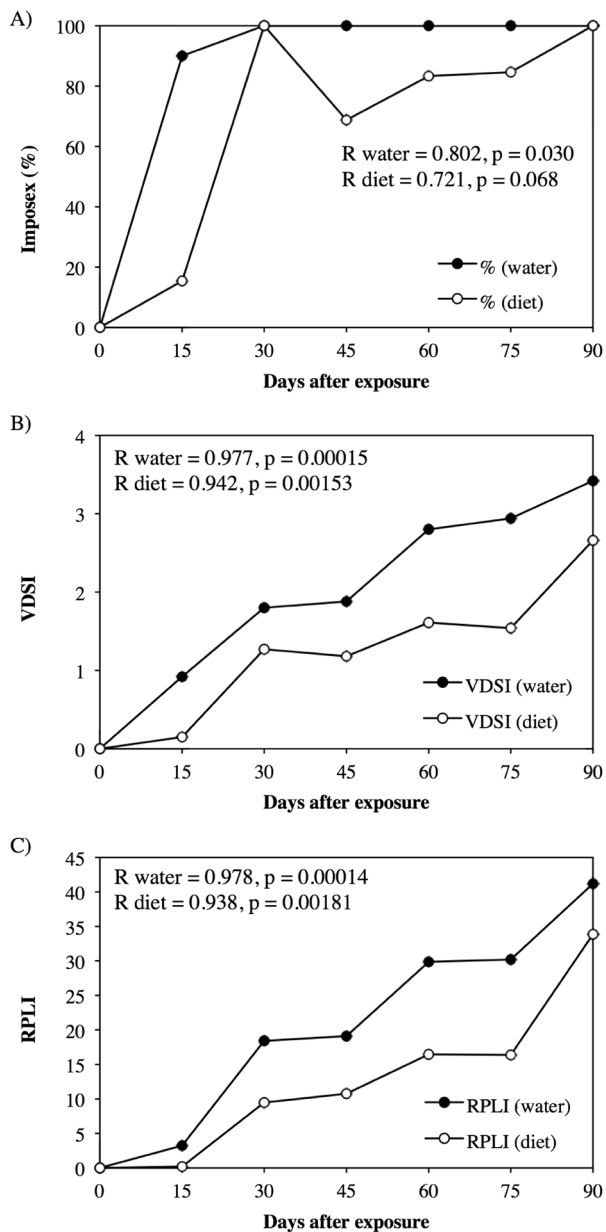 A)
100
80
60
40
20
0
Imposex (%)
R water = 0.802, p = 0.030
R diet = 0.721, p = 0.068
% (water)
% (diet)
0 15 30 45 60 75 90
Days after exposure
B)
4
3
2
1
0
VDSI
R water = 0.977, p = 0.00015
R diet = 0.942, p = 0.00153
VDSI (water)
VDSI (diet)
0 15 30 45 60 75 90
Days after exposure
C)
45
40
35
30
25
20
15
10
5
0
RPLI
R water = 0.978, p = 0.00014
R diet = 0.938, p = 0.00181
RPLI (water)
RPLI (diet)
0 15 30 45 60 75 90
Days after exposure